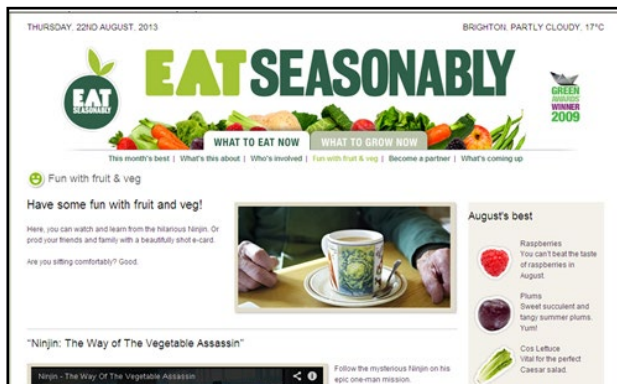 THURSDAY, 22ND AUGUST, 2013
BRIGHTON, PARTLY CLOUDY, 17°C
EAT SEASONABLY
EAT
SEASONABLY
GREEN
AWARDS
WINNER
2009
WHAT TO EAT NOW
WHAT TO GROW NOW
This month's best | What's this about | Who's involved | Fun with fruit & veg | Become a partner | What's coming up
Fun with fruit & veg
Have some fun with fruit and veg!
Here, you can watch and learn from the hilarious Ninjin. Or
prod your friends and family with a beautifully shot e-card.
Are you sitting comfortably? Good.
August's best
Raspberries
You can't beat the taste
of raspberries in
August.
Plums
Sweet succulent and
tangy summer plums.
Yum!
Cos Lettuce
Vital for the perfect
Caesar salad.
"Ninjin: The Way of The Vegetable Assassin"
Ninjin - The Way Of The Vegetable Assassin
Follow the mysterious Ninjin on his
epic one-man mission.